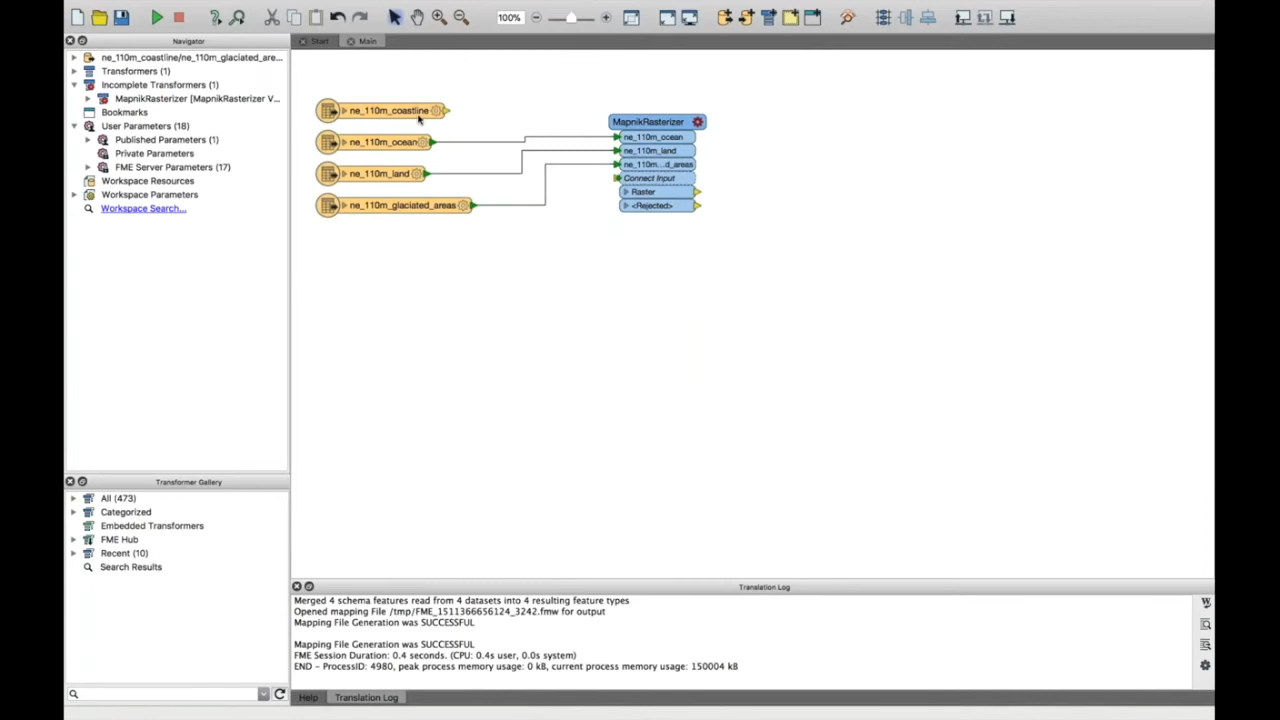 100%
Navigator
ne_110m_coastline/ne_110m_glaciated_are...
Transformers (1)
Incomplete Transformers (1)
MapnikRasterizer [MapnikRasterizer V...
Bookmarks
User Parameters (18)
Published Parameters (1)
Private Parameters
FME Server Parameters (17)
Workspace Resources
Workspace Parameters
Workspace Search...
Transformer Gallery
All (473)
Categorized
Embedded Transformers
FME Hub
Recent (10)
Search Results
Start
Main
ne_110m_coastline
ne_110m_ocean
ne_110m_land
ne_110m_glaciated_areas
MapnikRasterizer
ne_110m_ocean
ne_110m_land
ne_110m...d_areas
Connect Input
Raster
<Rejected>
Translation Log
Merged 4 schema features read from 4 datasets into 4 resulting feature types
Opened mapping File /tmp/FME_1511366656124_3242.fmw for output
Mapping File Generation was SUCCESSFUL
Mapping File Generation was SUCCESSFUL
FME Session Duration: 0.4 seconds. (CPU: 0.4s user, 0.0s system)
END - ProcessID: 4980, peak process memory usage: 0 kB, current process memory usage: 150004 kB
Help
Translation Log